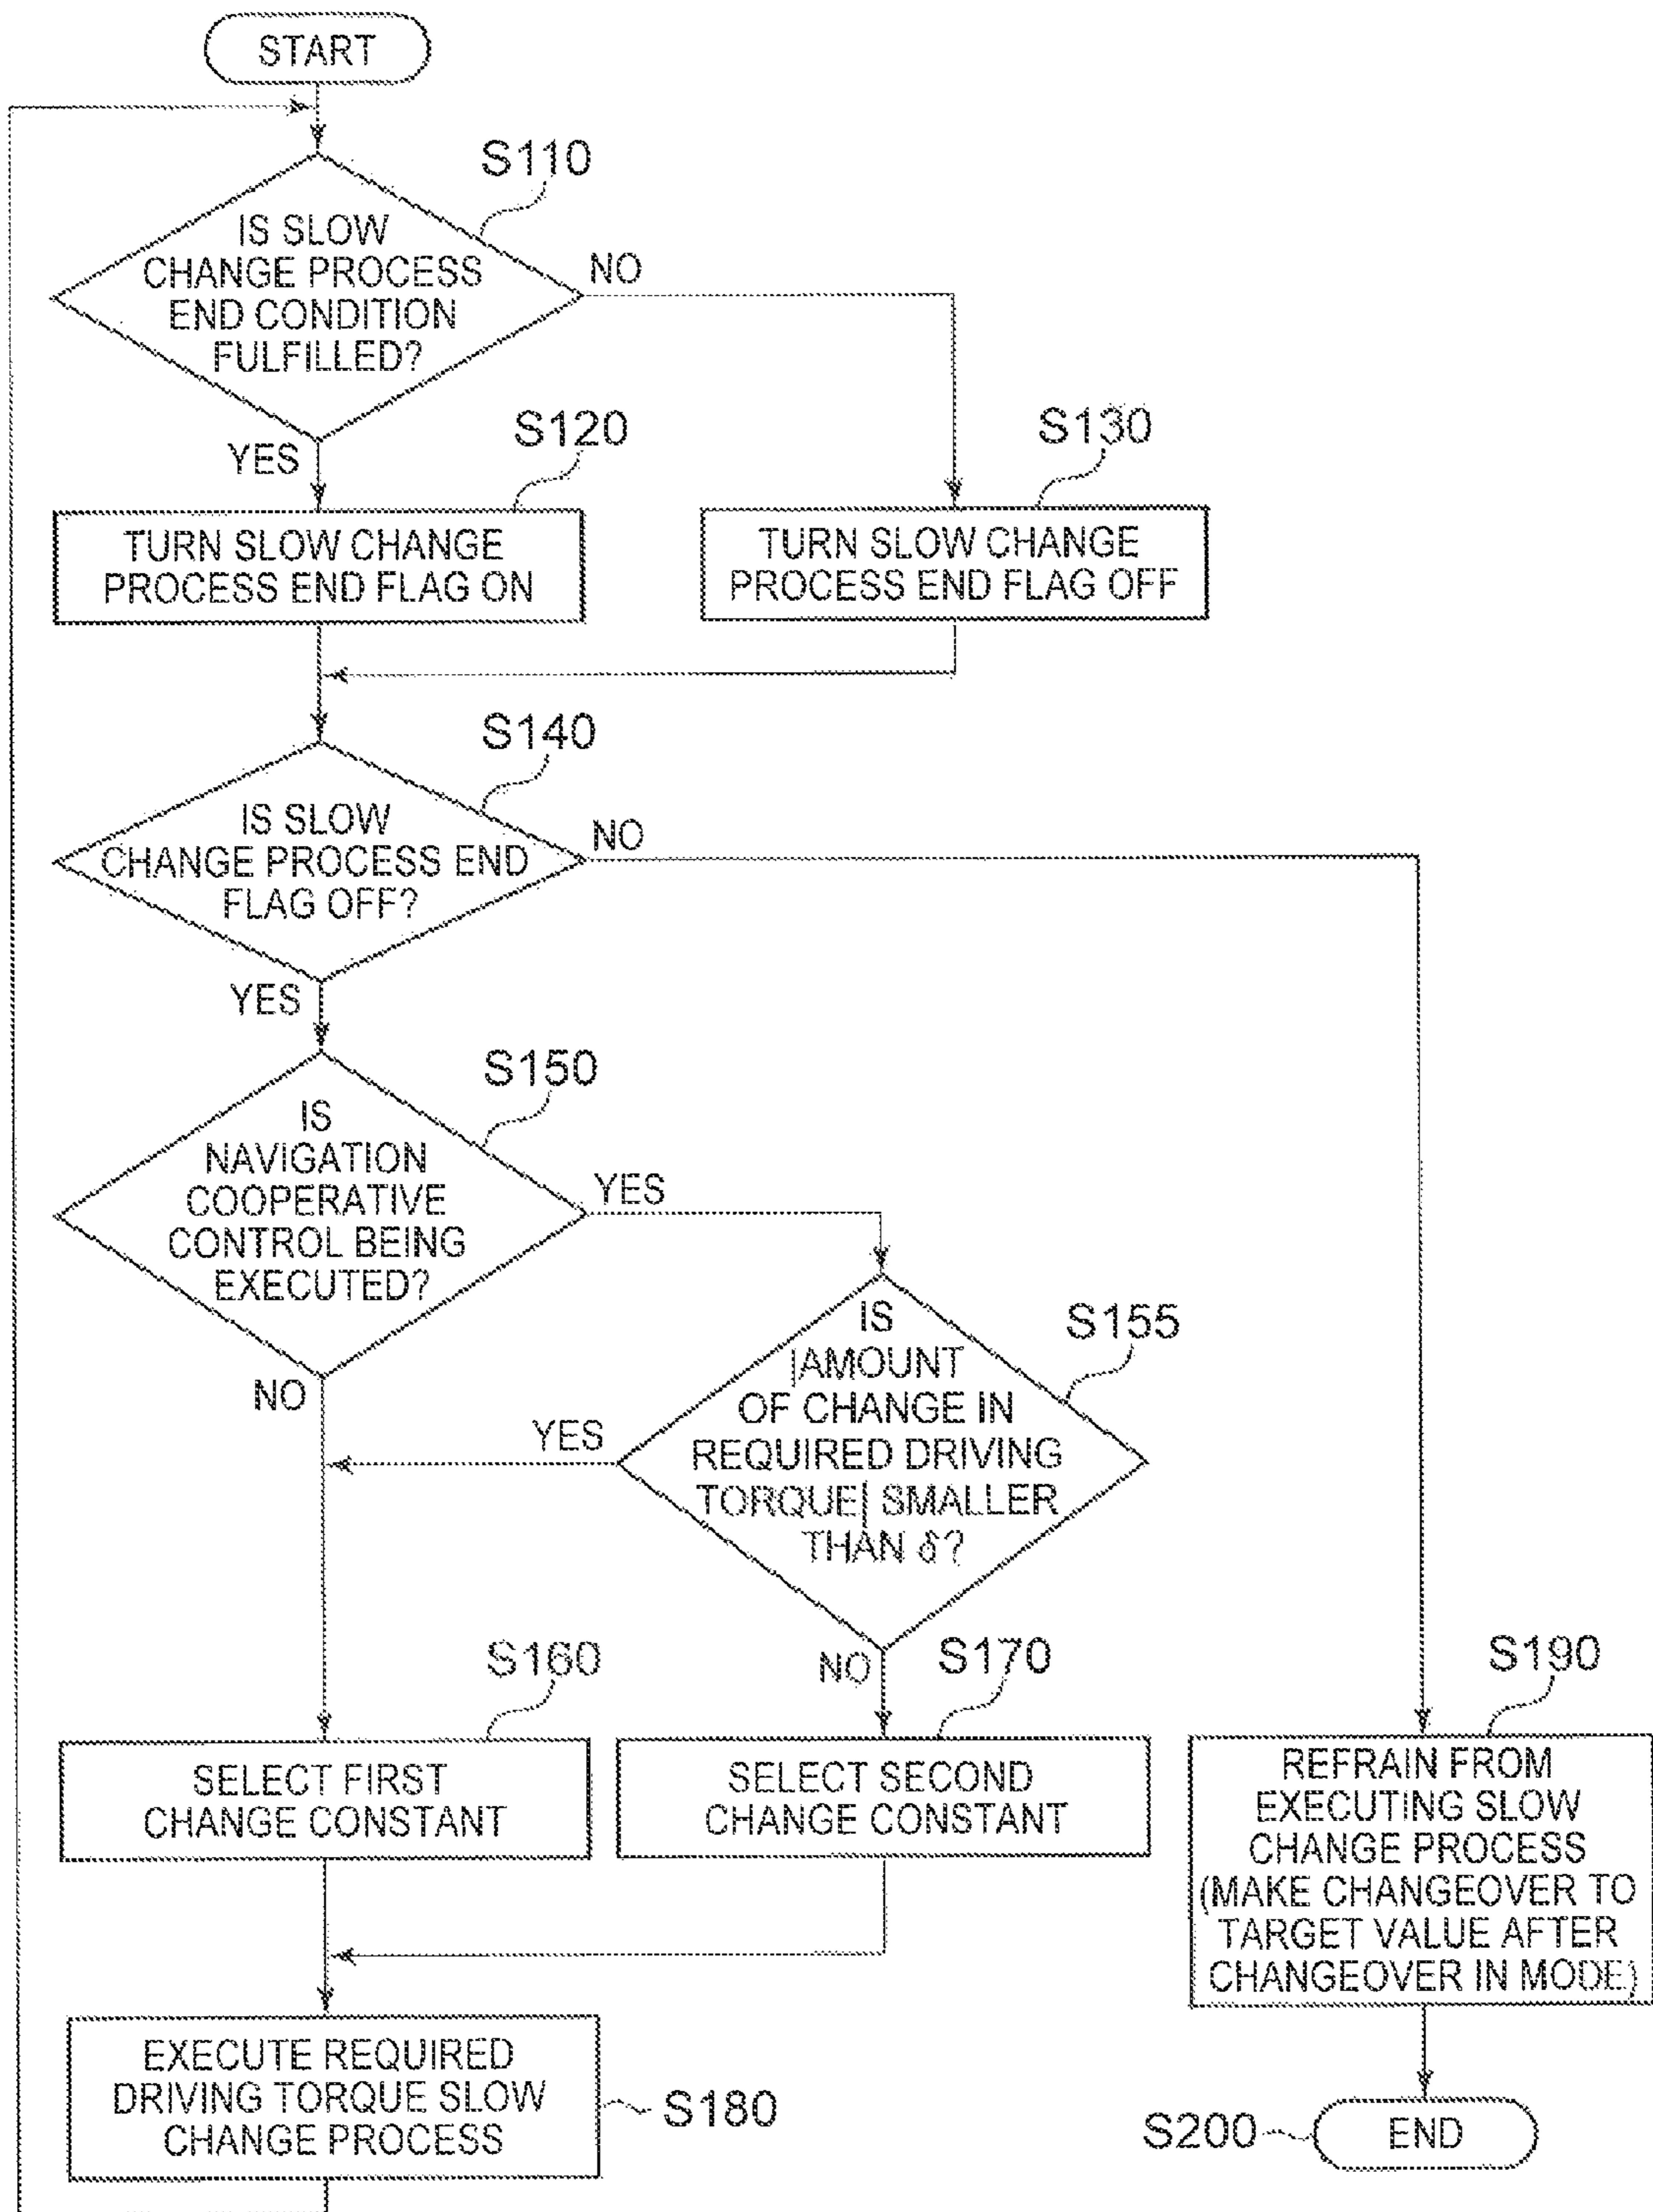 START
S110
IS SLOW
CHANGE PROCESS
END CONDITION
FULFILLED?
NO
YES
S120
S130
TURN SLOW CHANGE
PROCESS END FLAG ON
TURN SLOW CHANGE
PROCESS END FLAG OFF
S140
IS SLOW
CHANGE PROCESS END
FLAG OFF?
NO
YES
S150
IS
NAVIGATION
COOPERATIVE
CONTROL BEING
EXECUTED?
YES
NO
S155
IS
|AMOUNT
OF CHANGE IN
REQUIRED DRIVING
TORQUE| SMALLER
THAN δ?
YES
NO
S160
S170
S190
SELECT FIRST
CHANGE CONSTANT
SELECT SECOND
CHANGE CONSTANT
REFRAIN FROM
EXECUTING SLOW
CHANGE PROCESS
(MAKE CHANGEOVER TO
TARGET VALUE AFTER
CHANGEOVER IN MODE)
EXECUTE REQUIRED
DRIVING TORQUE SLOW
CHANGE PROCESS
S180
S200
END